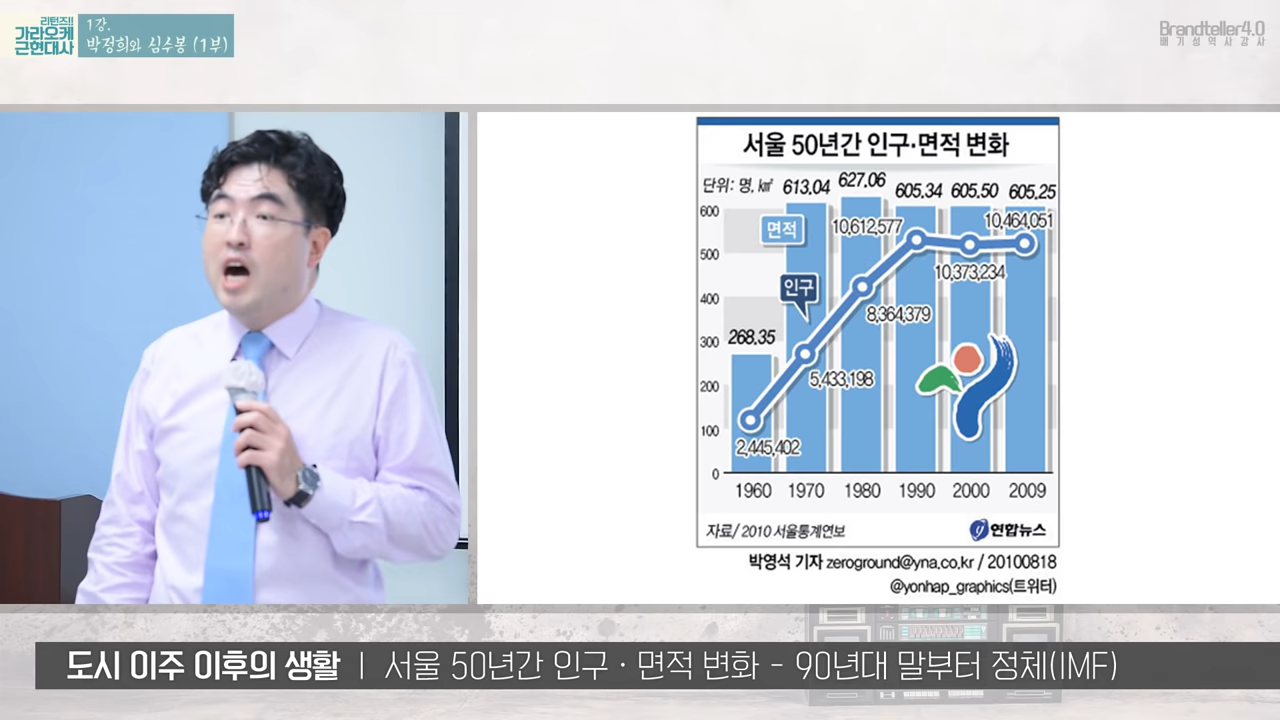 리턴즈!!
가라오케
근현대사
1강.
박정희와 심수봉 (1부)
Brandteller4.0
배기성역사강사
서울 50년간 인구·면적 변화
단위: 명, ㎢
613.04
627.06
605.34
605.50
605.25
600
500
400
300
200
100
0
면적
인구
268.35
10,612,577
10,464,051
10,373,234
8,364,379
5,433,198
2,445,402
1960
1970
1980
1990
2000
2009
자료/ 2010 서울통계연보
연합뉴스
박영석 기자 zeroground@yna.co.kr / 20100818
@yonhap_graphics(트위터)
도시 이주 이후의 생활 ㅣ 서울 50년간 인구 · 면적 변화 - 90년대 말부터 정체(IMF)